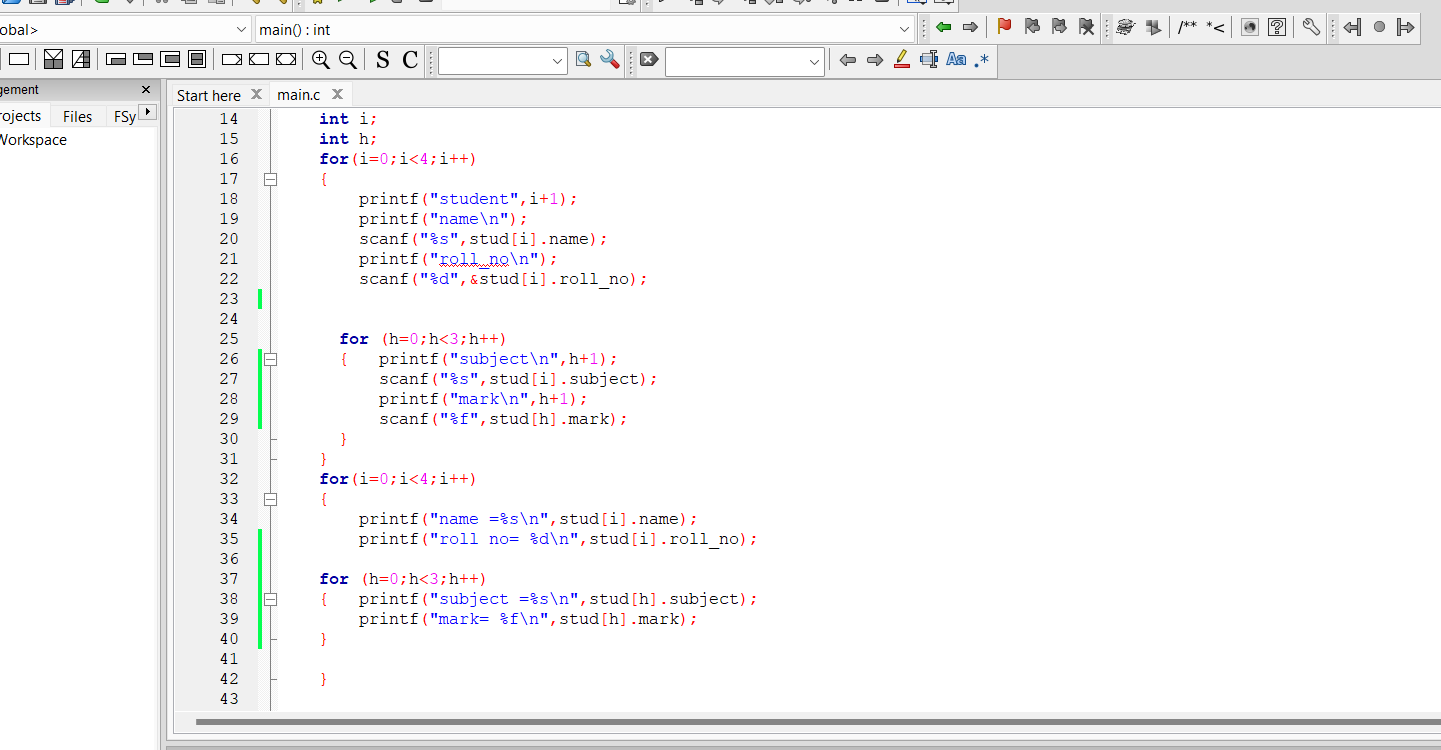 obal>
main() : int
/** *<
S C
Aa .*
gement
Start here
main.c
rojects
Files
FSy
Workspace
14 int i;
15 int h;
16 for(i=0;i<4;i++)
17 {
18 printf("student",i+1);
19 printf("name\n");
20 scanf("%s",stud[i].name);
21 printf("roll_no\n");
22 scanf("%d",&stud[i].roll_no);
23
24
25 for (h=0;h<3;h++)
26 { printf("subject\n",h+1);
27 scanf("%s",stud[i].subject);
28 printf("mark\n",h+1);
29 scanf("%f",stud[h].mark);
30 }
31 }
32 for(i=0;i<4;i++)
33 {
34 printf("name =%s\n",stud[i].name);
35 printf("roll no= %d\n",stud[i].roll_no);
36
37 for (h=0;h<3;h++)
38 { printf("subject =%s\n",stud[h].subject);
39 printf("mark= %f\n",stud[h].mark);
40 }
41
42 }
43